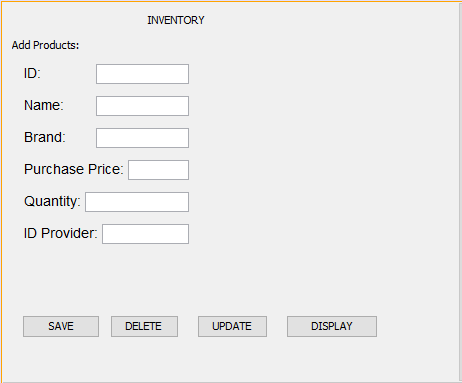 INVENTORY
Add Products:
ID:
Name:
Brand:
Purchase Price:
Quantity:
ID Provider:
SAVE DELETE UPDATE DISPLAY